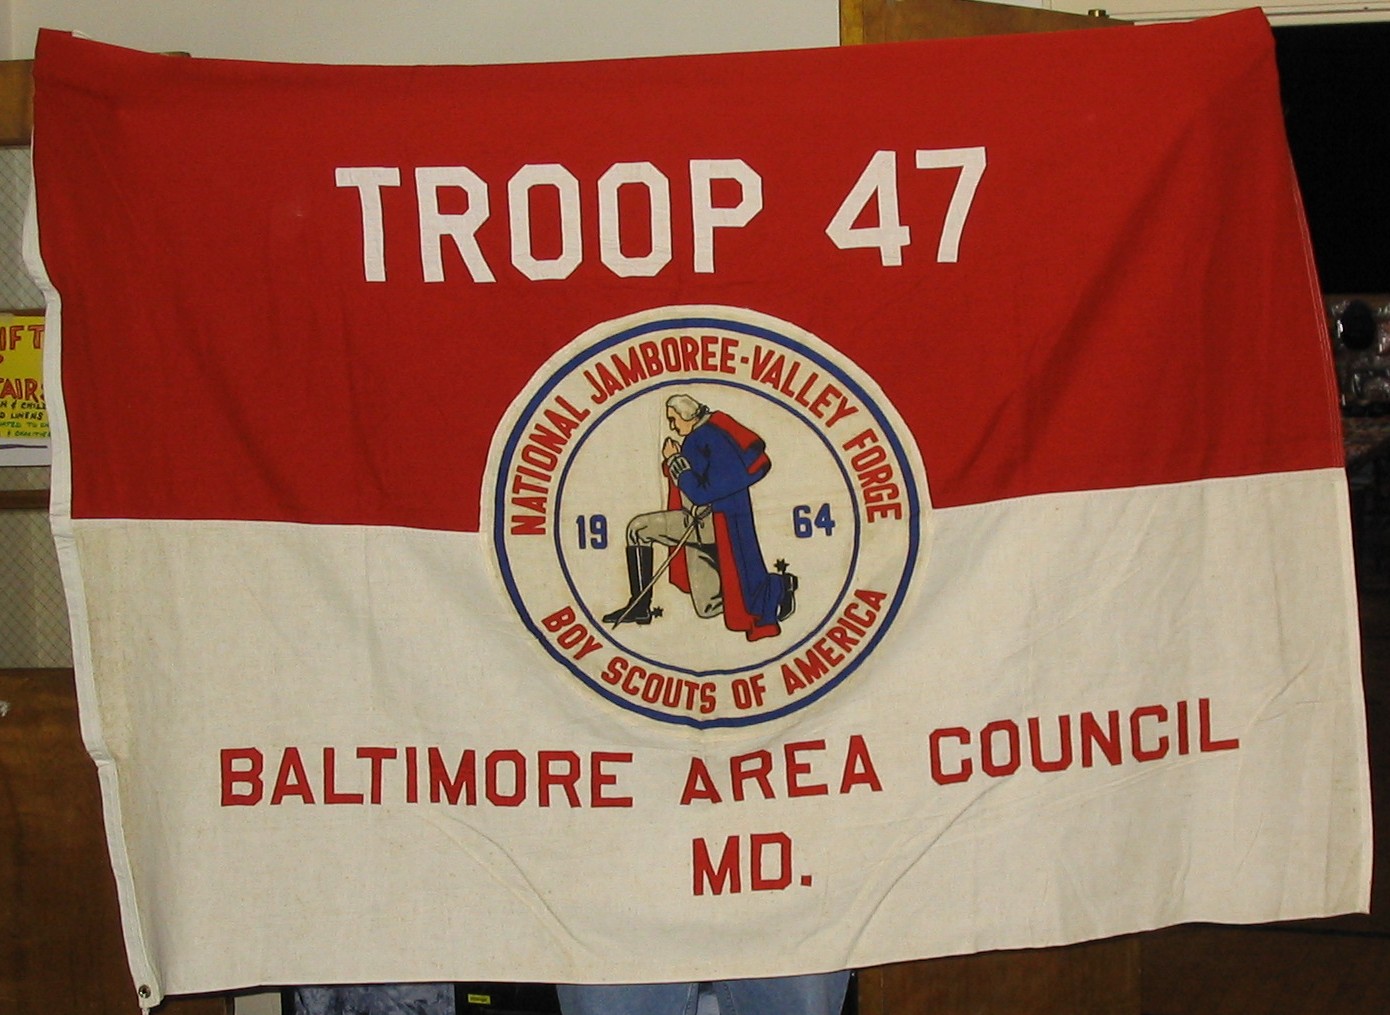 TROOP 47
NATIONAL JAMBOREE-VALLEY FORGE
19 64
BOY SCOUTS OF AMERICA
BALTIMORE AREA COUNCIL
MD.